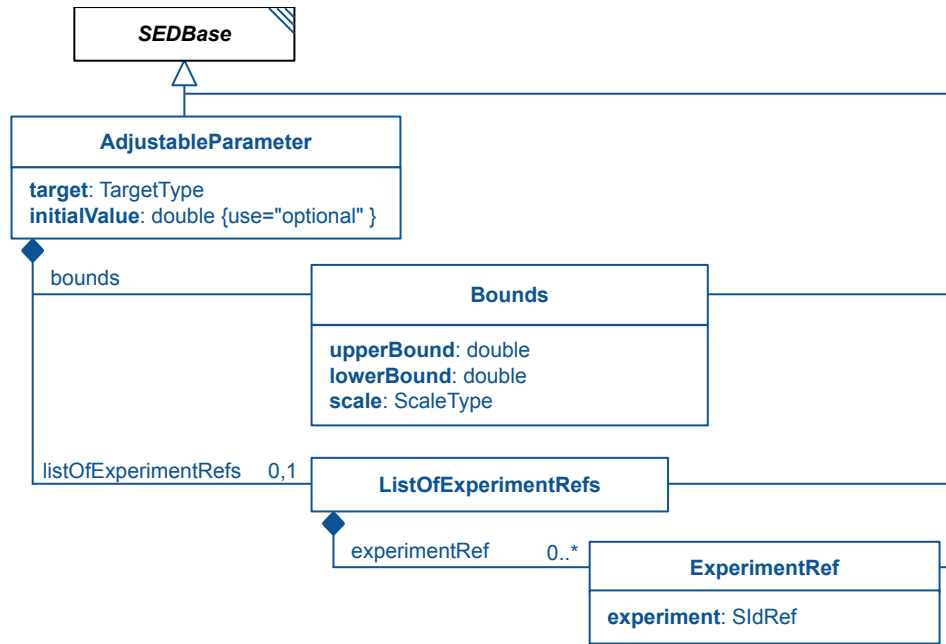 SEDBase
AdjustableParameter
target: TargetType
initialValue: double {use="optional" }
bounds
Bounds
upperBound: double
lowerBound: double
scale: ScaleType
listOfExperimentRefs 0,1
ListOfExperimentRefs
experimentRef 0..*
ExperimentRef
experiment: SIdRef